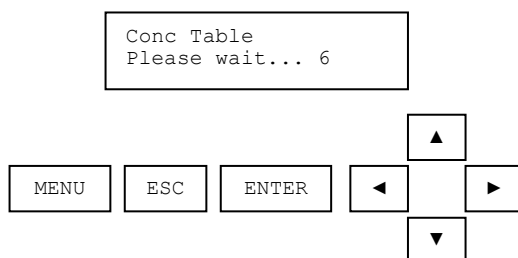 Conc Table
Please wait... 6
▲
MENU ESC ENTER ◄ ►
▼